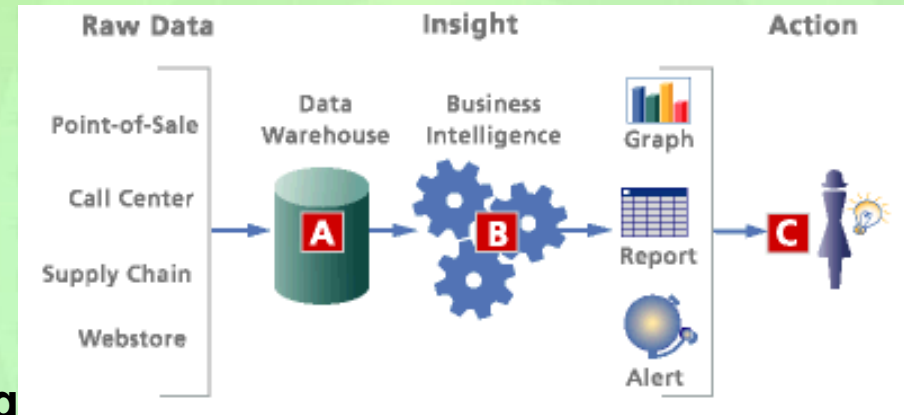 Raw Data
Insight
Action
Point-of-Sale
Call Center
Supply Chain
Webstore
Data
Warehouse
A
Business
Intelligence
B
Graph
Report
Alert
C
g